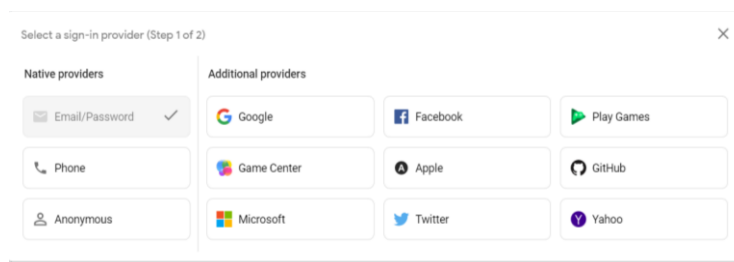 Select a sign-in provider (Step 1 of 2)
Native providers
Additional providers
Email/Password
Google
Facebook
Play Games
Phone
Game Center
Apple
GitHub
Anonymous
Microsoft
Twitter
Yahoo